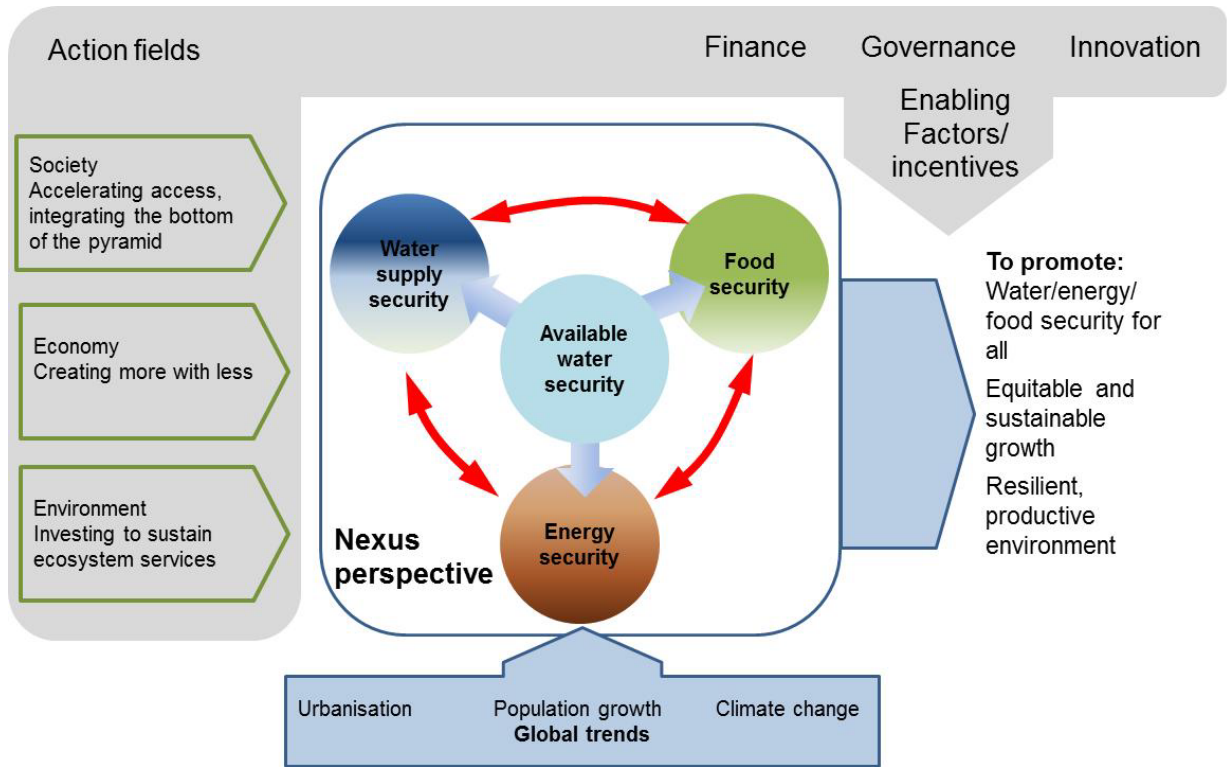 Action fields
Finance
Governance
Innovation
Enabling
Factors/
incentives
Society
Accelerating access,
integrating the bottom
of the pyramid
Economy
Creating more with less
Environment
Investing to sustain
ecosystem services
Water
supply
security
Food
security
Available
water
security
Energy
security
Nexus
perspective
To promote:
Water/energy/
food security for
all
Equitable and
sustainable
growth
Resilient,
productive
environment
Urbanisation
Population growth
Climate change
Global trends